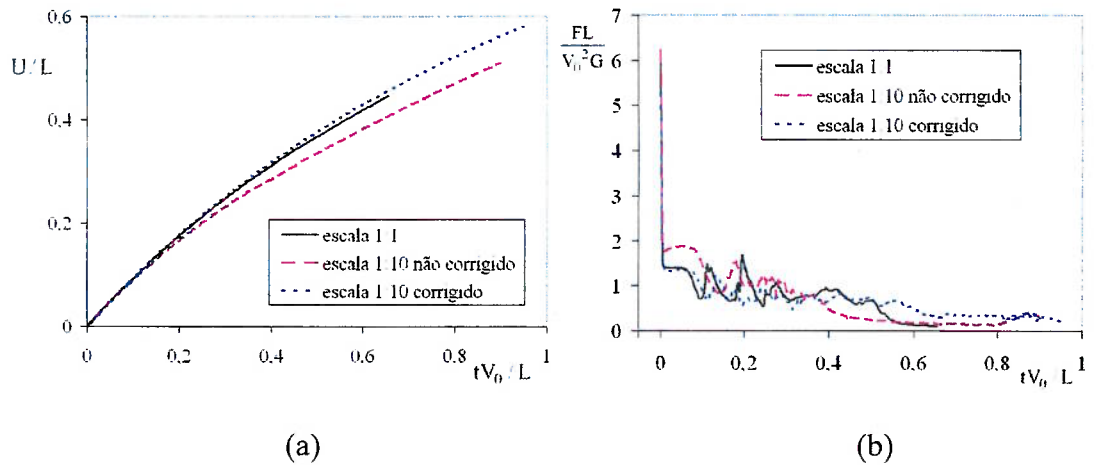 0.6
U/L
0.4
0.2
0
escala 1:1
escala 1:10 não corrigido
escala 1:10 corrigido
0 0.2 0.4 0.6 0.8 1
tV₀/L
(a)
FL
V₀²G
7
6
5
4
3
2
1
0
escala 1:1
escala 1:10 não corrigido
escala 1:10 corrigido
0 0.2 0.4 0.6 0.8 1
tV₀/L
(b)